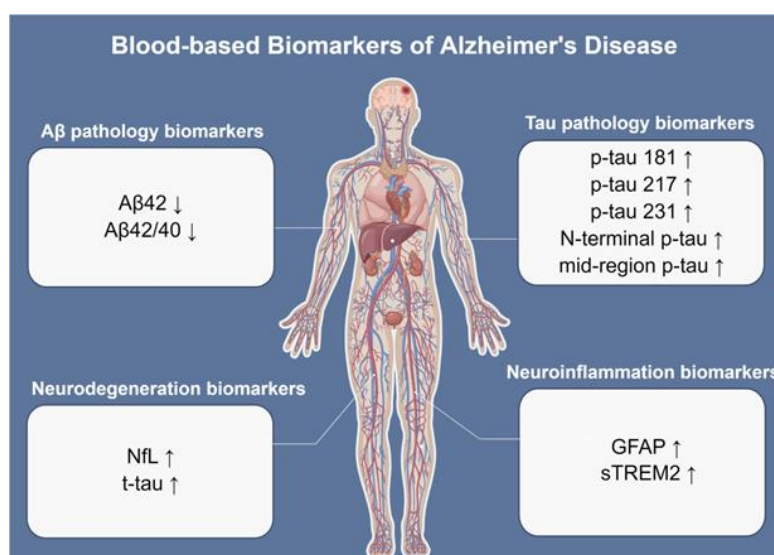 Blood-based Biomarkers of Alzheimer's Disease
Aβ pathology biomarkers
Aβ42 ↓
Aβ42/40 ↓
Tau pathology biomarkers
p-tau 181 ↑
p-tau 217 ↑
p-tau 231 ↑
N-terminal p-tau ↑
mid-region p-tau ↑
Neurodegeneration biomarkers
NfL ↑
t-tau ↑
Neuroinflammation biomarkers
GFAP ↑
sTREM2 ↑